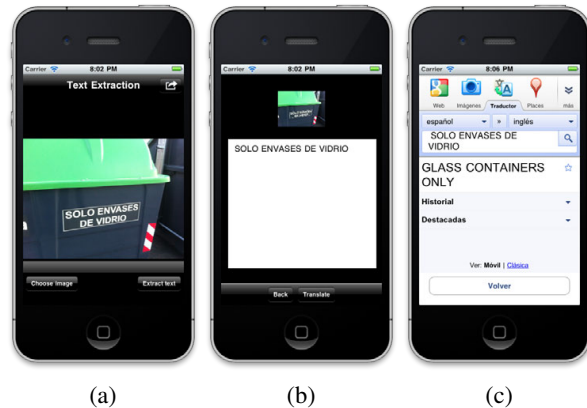 Carrier 8:02 PM
Text Extraction
SOLO ENVASES
DE VIDRIO
Choose Image Extract text
(a)
Carrier 8:02 PM
SOLO ENVASES DE VIDRIO
Back Translate
(b)
Carrier 8:06 PM
Web Imágenes Traductor Places más
español » inglés
SOLO ENVASES DE
VIDRIO
GLASS CONTAINERS
ONLY
Historial
Destacadas
Ver: Móvil | Clásica
Volver
(c)